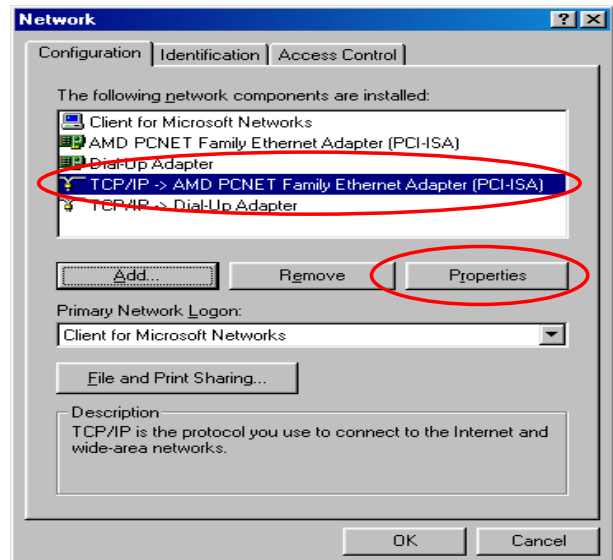 Network
Configuration Identification Access Control
The following network components are installed:
Client for Microsoft Networks
AMD PCNET Family Ethernet Adapter (PCI-ISA)
Dial-Up Adapter
TCP/IP -> AMD PCNET Family Ethernet Adapter (PCI-ISA)
TCP/IP -> Dial-Up Adapter
Add... Remove Properties
Primary Network Logon:
Client for Microsoft Networks
File and Print Sharing...
Description
TCP/IP is the protocol you use to connect to the Internet and
wide-area networks.
OK Cancel